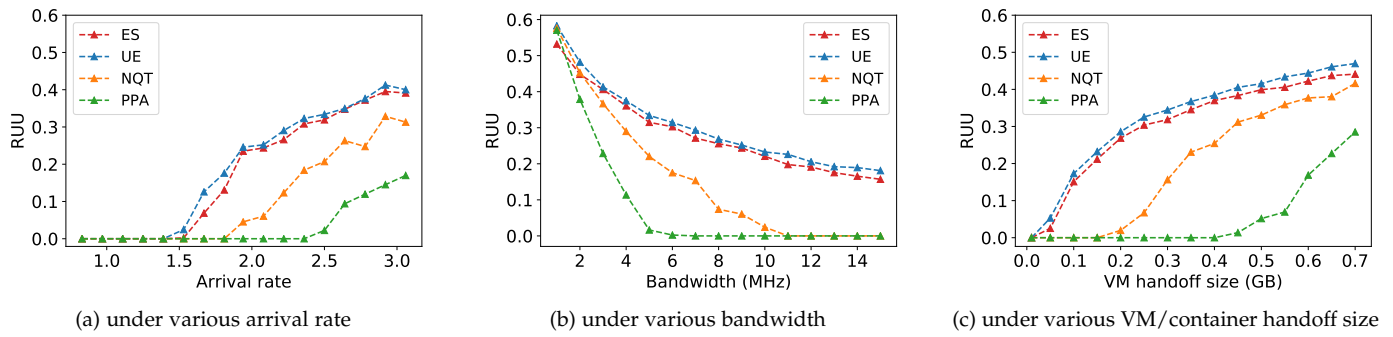 0.6
0.5
0.4
0.3
0.2
0.1
0.0
RUU
ES
UE
NQT
PPA
1.0 1.5 2.0 2.5 3.0
Arrival rate
(a) under various arrival rate
0.6
0.5
0.4
0.3
0.2
0.1
0.0
RUU
ES
UE
NQT
PPA
2 4 6 8 10 12 14
Bandwidth (MHz)
(b) under various bandwidth
0.6
0.5
0.4
0.3
0.2
0.1
0.0
RUU
ES
UE
NQT
PPA
0.0 0.1 0.2 0.3 0.4 0.5 0.6 0.7
VM handoff size (GB)
(c) under various VM/container handoff size